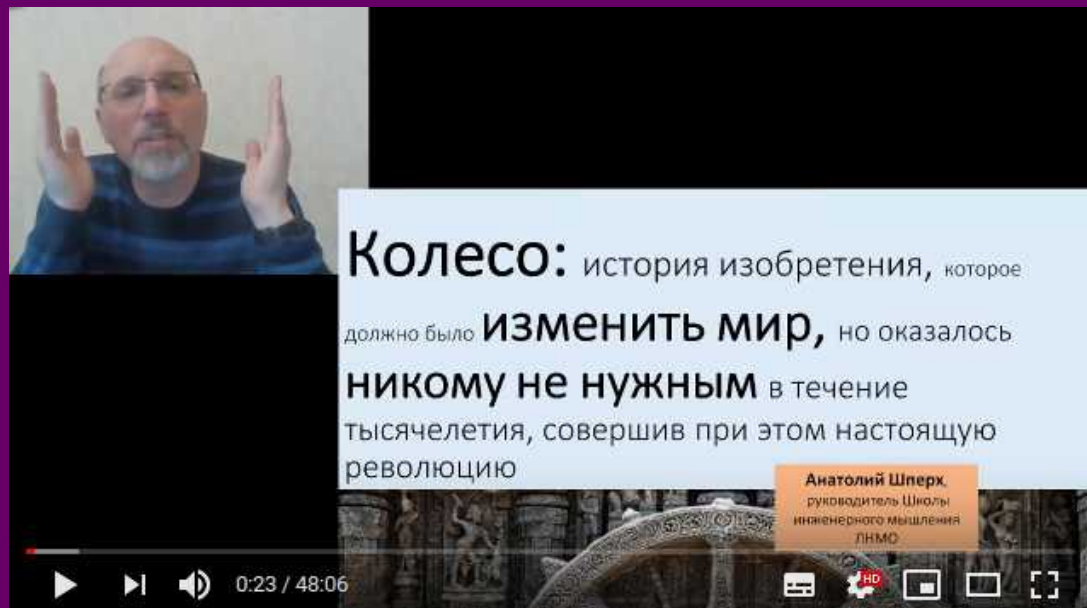 Колесо: история изобретения, которое
должно было изменить мир, но оказалось
никому не нужным в течение
тысячелетия, совершив при этом настоящую
революцию
Анатолий Шперх,
руководитель Школы
инженерного мышления
ЛНМО
0:23 / 48:06
HD